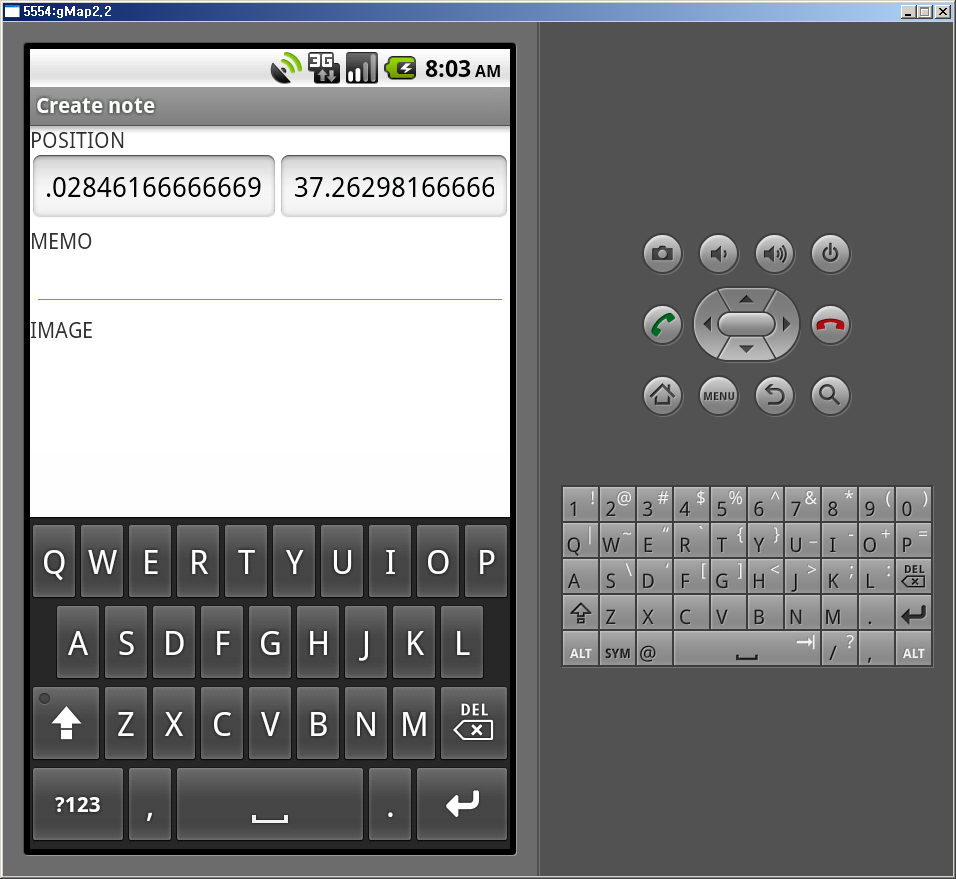 5554:gMap2,2
3G 8:03 AM
Create note
POSITION
.02846166666669 37.26298166666
MEMO
IMAGE
Q W E R T Y U I O P
A S D F G H J K L
Z X C V B N M DEL
?123 , .
MENU
1 ! 2 @ 3 # 4 $ 5 % 6 ^ 7 & 8 * 9 ( 0 )
Q | W ~ E “ R ` T { Y } U _ I - O + P =
A S \ D ‘ F [ G ] H < J > K ; L : DEL
Z X C V B N M .
ALT SYM @ / ? , ALT